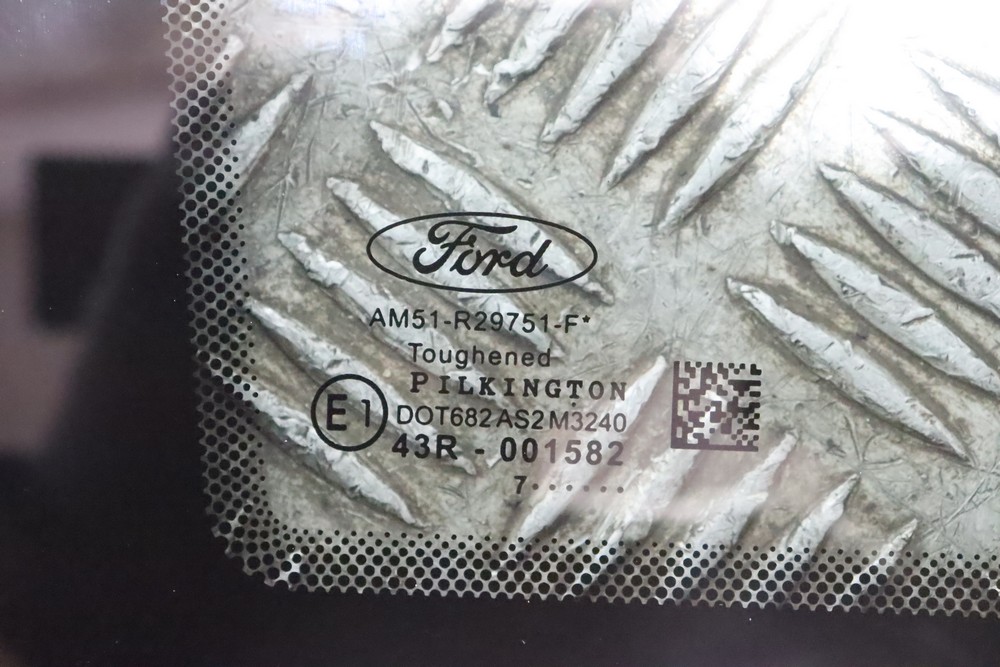 Ford
AM51-R29751-F*
Toughened
PILKINGTON
E1
DOT682 AS2 M3240
43R - 001582
7······